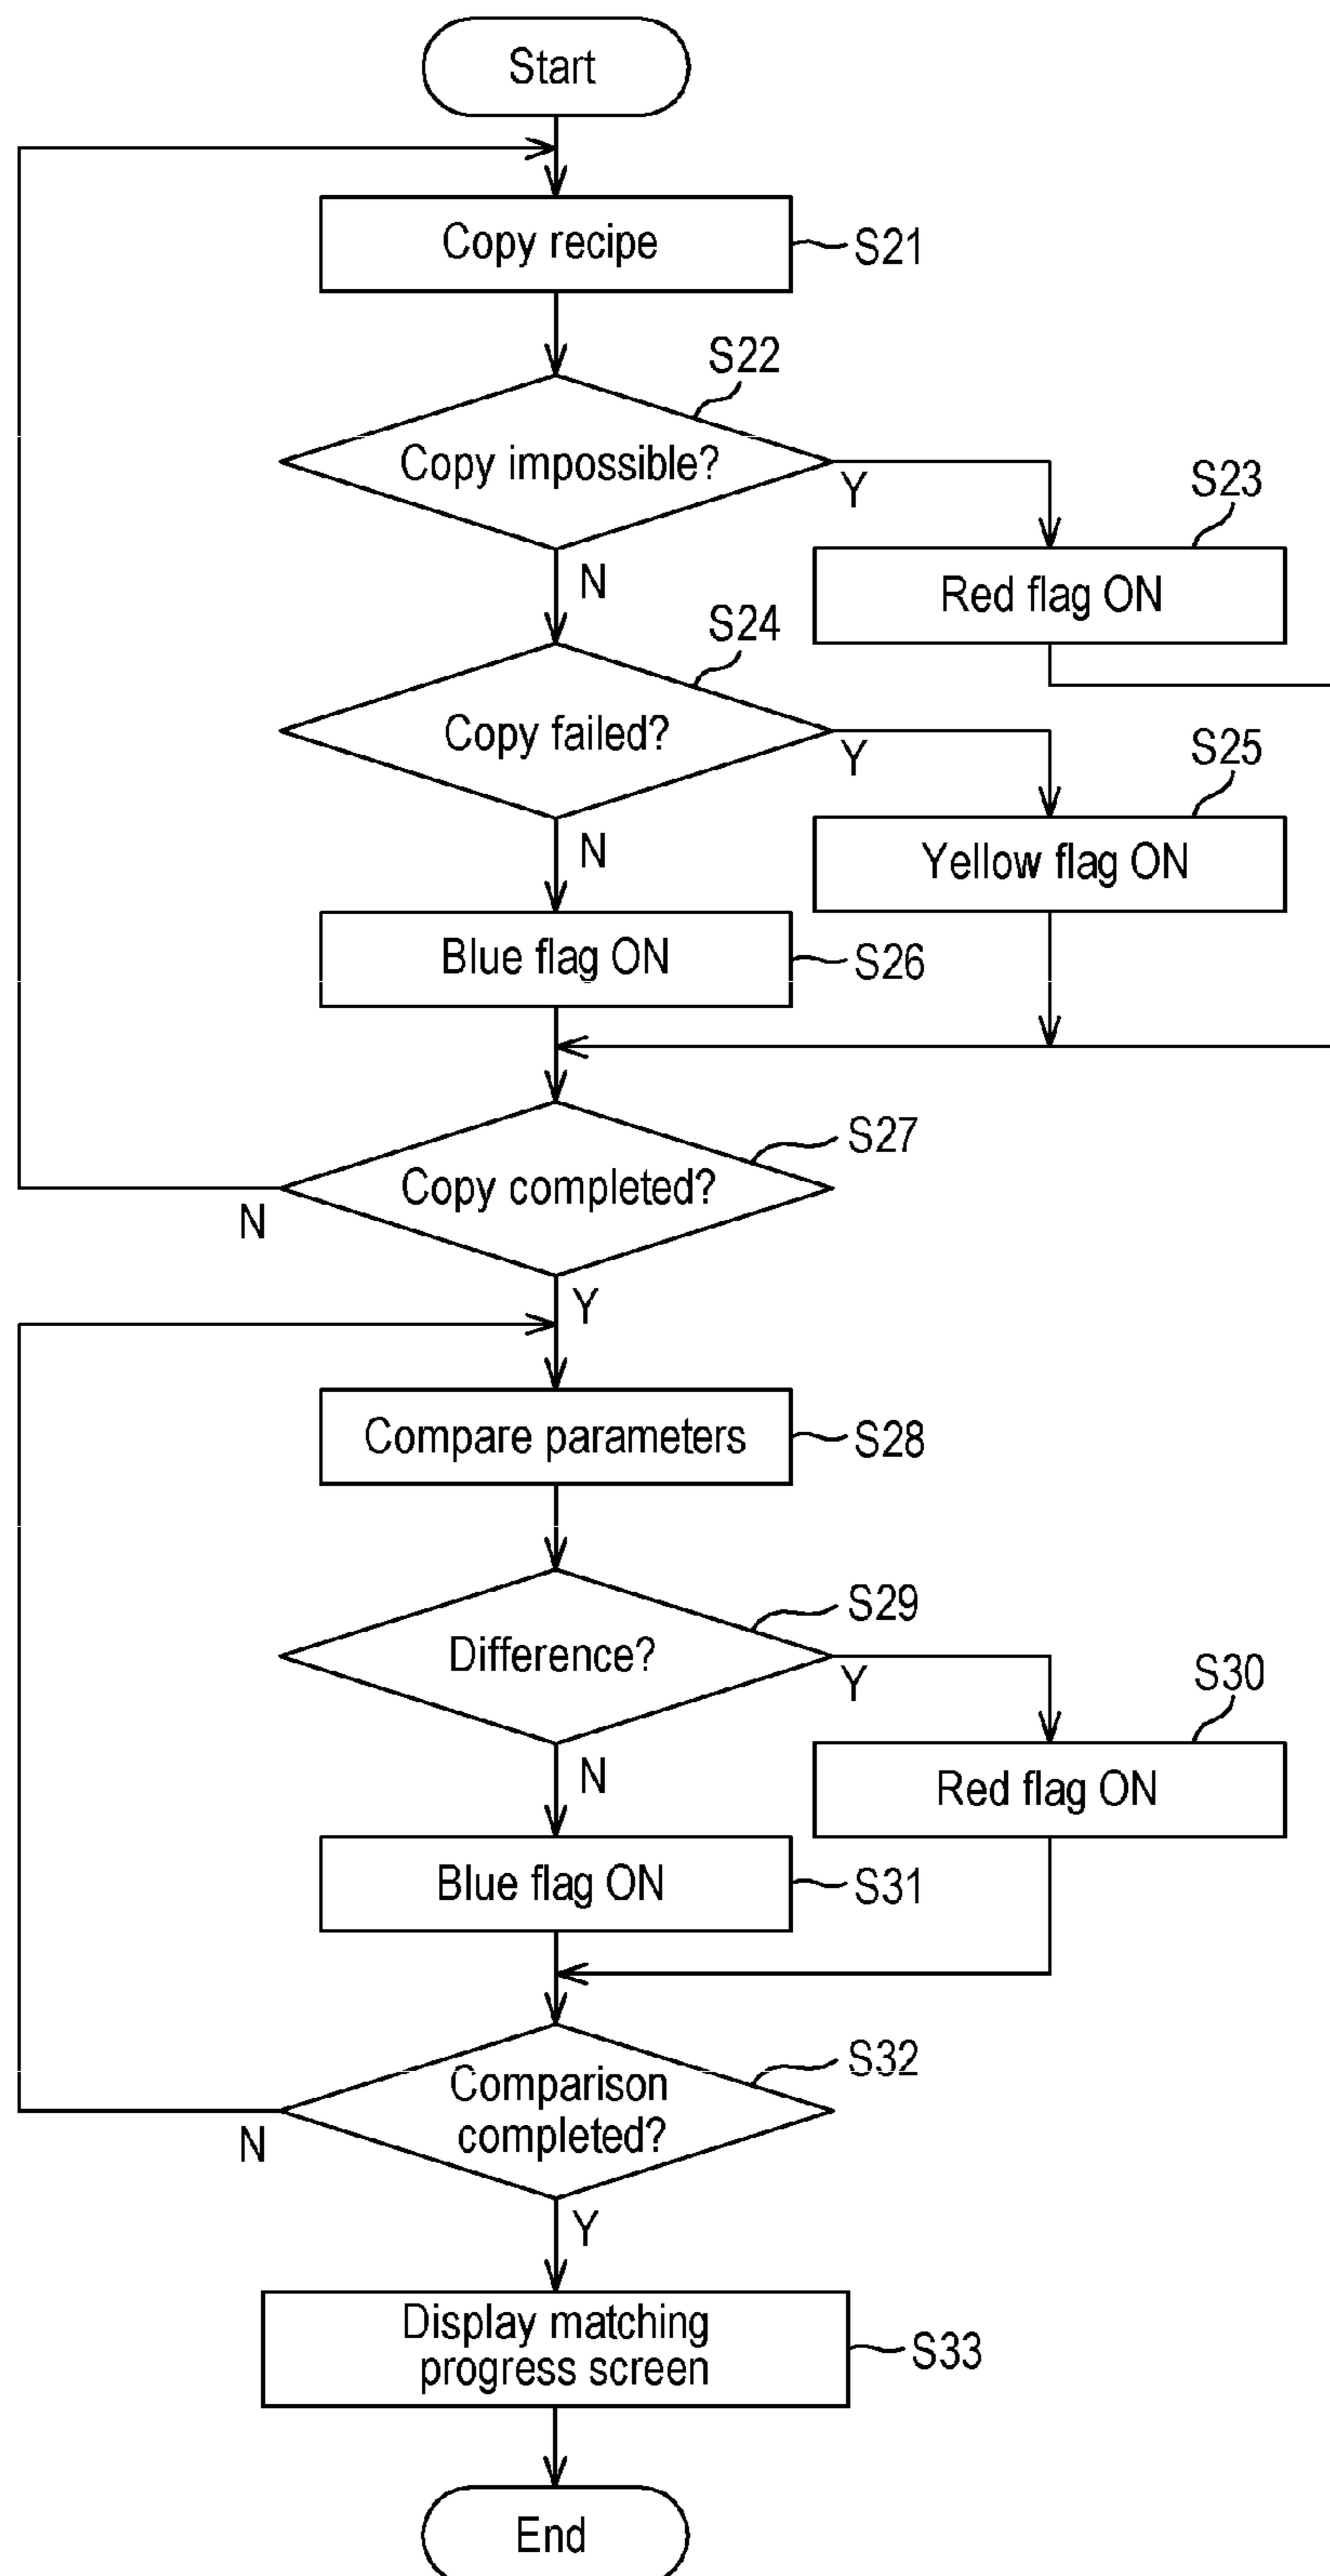 Start
Copy recipe
S21
S22
Copy impossible?
Y
S23
Red flag ON
N
S24
Copy failed?
Y
S25
Yellow flag ON
N
Blue flag ON
S26
S27
Copy completed?
N
Y
Compare parameters
S28
S29
Difference?
Y
S30
Red flag ON
N
Blue flag ON
S31
S32
Comparison
completed?
N
Y
Display matching
progress screen
S33
End